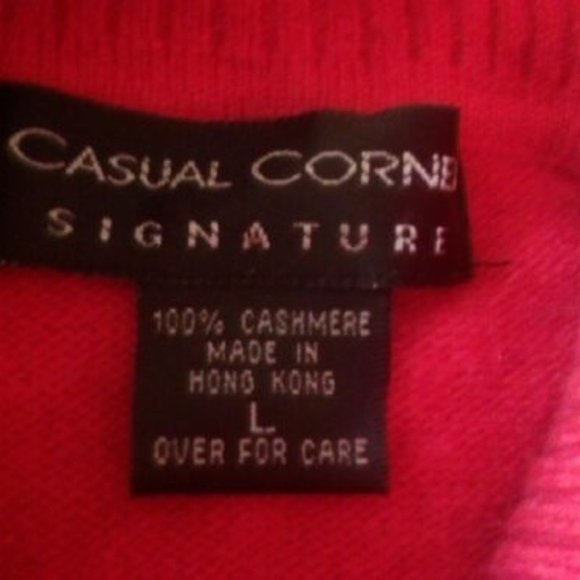 CASUAL CORNE
SIGNATURE
100% CASHMERE
MADE IN
HONG KONG
L
OVER FOR CARE